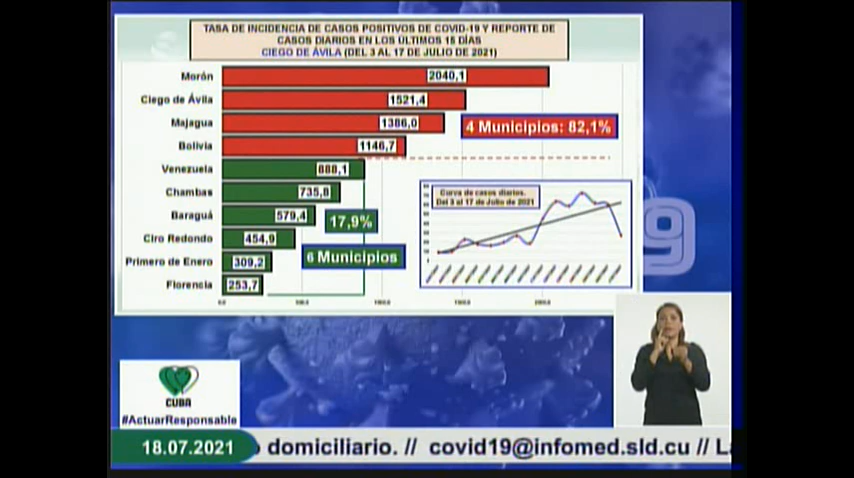 TASA DE INCIDENCIA DE CASOS POSITIVOS DE COVID-19 Y REPORTE DE
CASOS DIARIOS EN LOS ÚLTIMOS 15 DÍAS
CIEGO DE ÁVILA (DEL 3 AL 17 DE JULIO DE 2021)
Morón 2040,1
Ciego de Ávila 1521,4
Majagua 1386,0
4 Municipios: 82,1%
Bolivia 1146,7
Venezuela 888,1
Chambas 735,8
Curva de casos diarios.
Del 3 al 17 de Julio de 2021
Baraguá 579,4
17,9%
Ciro Redondo 454,9
6 Municipios
Primero de Enero 309,2
Florencia 253,7
9
CUBA
#ActuarResponsable
18.07.2021 o domiciliario. // covid19@infomed.sld.cu // La